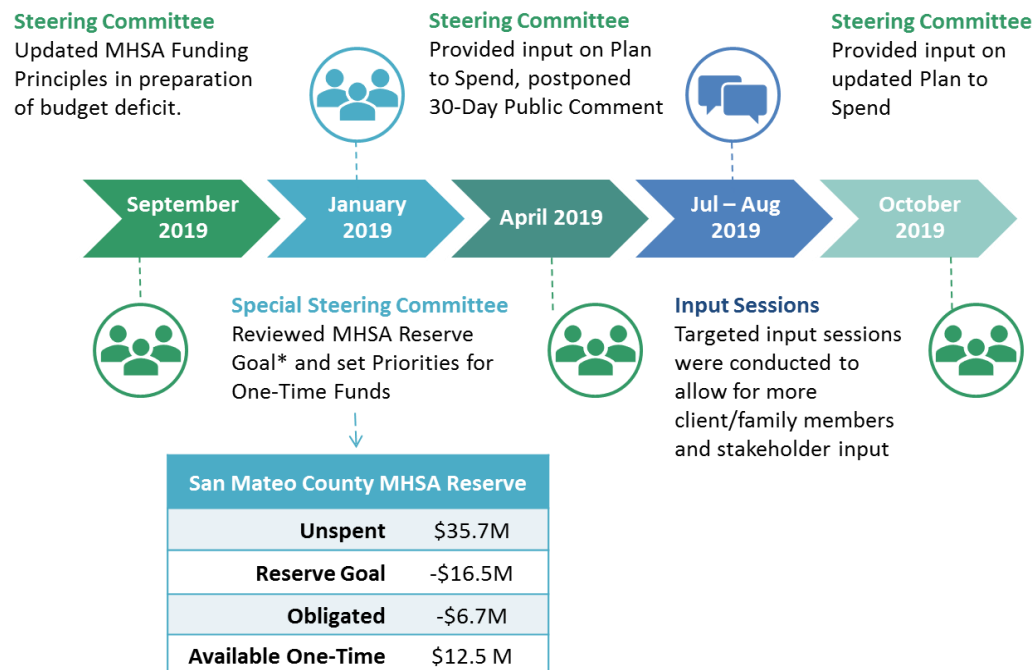 Steering Committee
Updated MHSA Funding
Principles in preparation
of budget deficit.
Steering Committee
Provided input on Plan
to Spend, postponed
30-Day Public Comment
Steering Committee
Provided input on
updated Plan to
Spend
September
2019
January
2019
April 2019
Jul – Aug
2019
October
2019
Special Steering Committee
Reviewed MHSA Reserve
Goal* and set Priorities for
One-Time Funds
Input Sessions
Targeted input sessions
were conducted to
allow for more
client/family members
and stakeholder input
San Mateo County MHSA Reserve
Unspent $35.7M
Reserve Goal -$16.5M
Obligated -$6.7M
Available One-Time $12.5 M